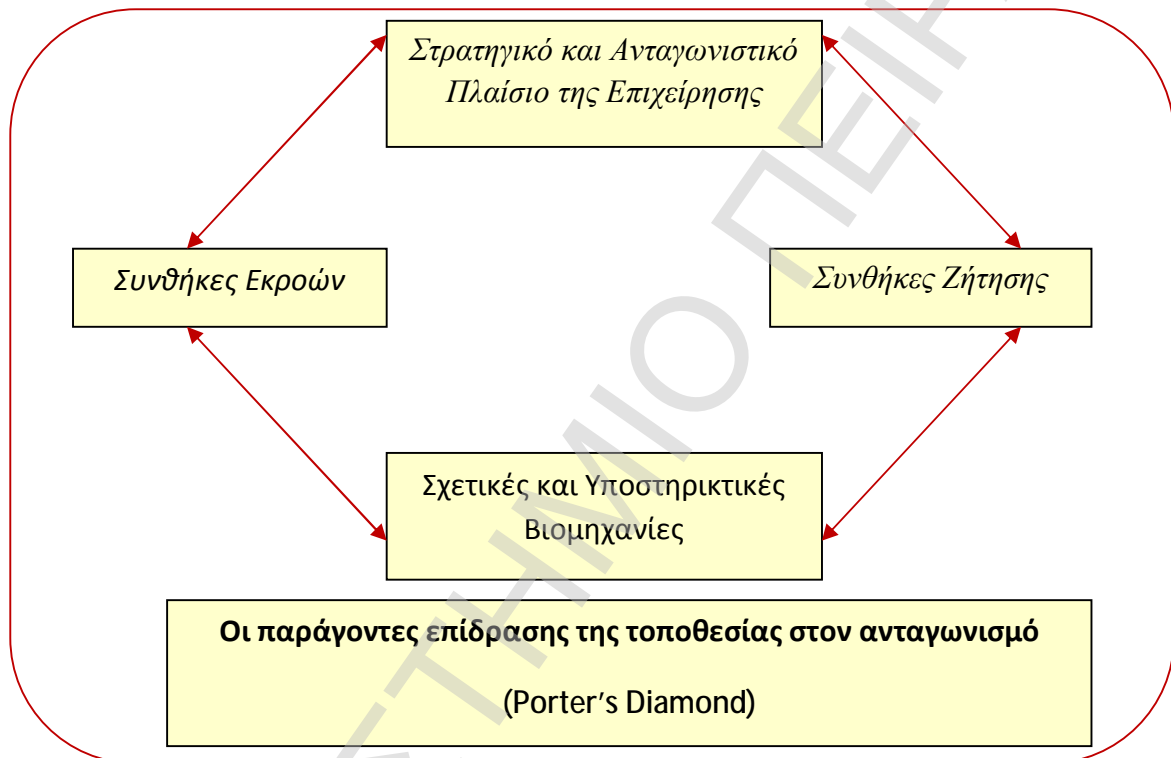 Στρατηγικό και Ανταγωνιστικό
Πλαίσιο της Επιχείρησης
Συνθήκες Εκροών
Συνθήκες Ζήτησης
Σχετικές και Υποστηρικτικές
Βιομηχανίες
Οι παράγοντες επίδρασης της τοποθεσίας στον ανταγωνισμό
(Porter's Diamond)